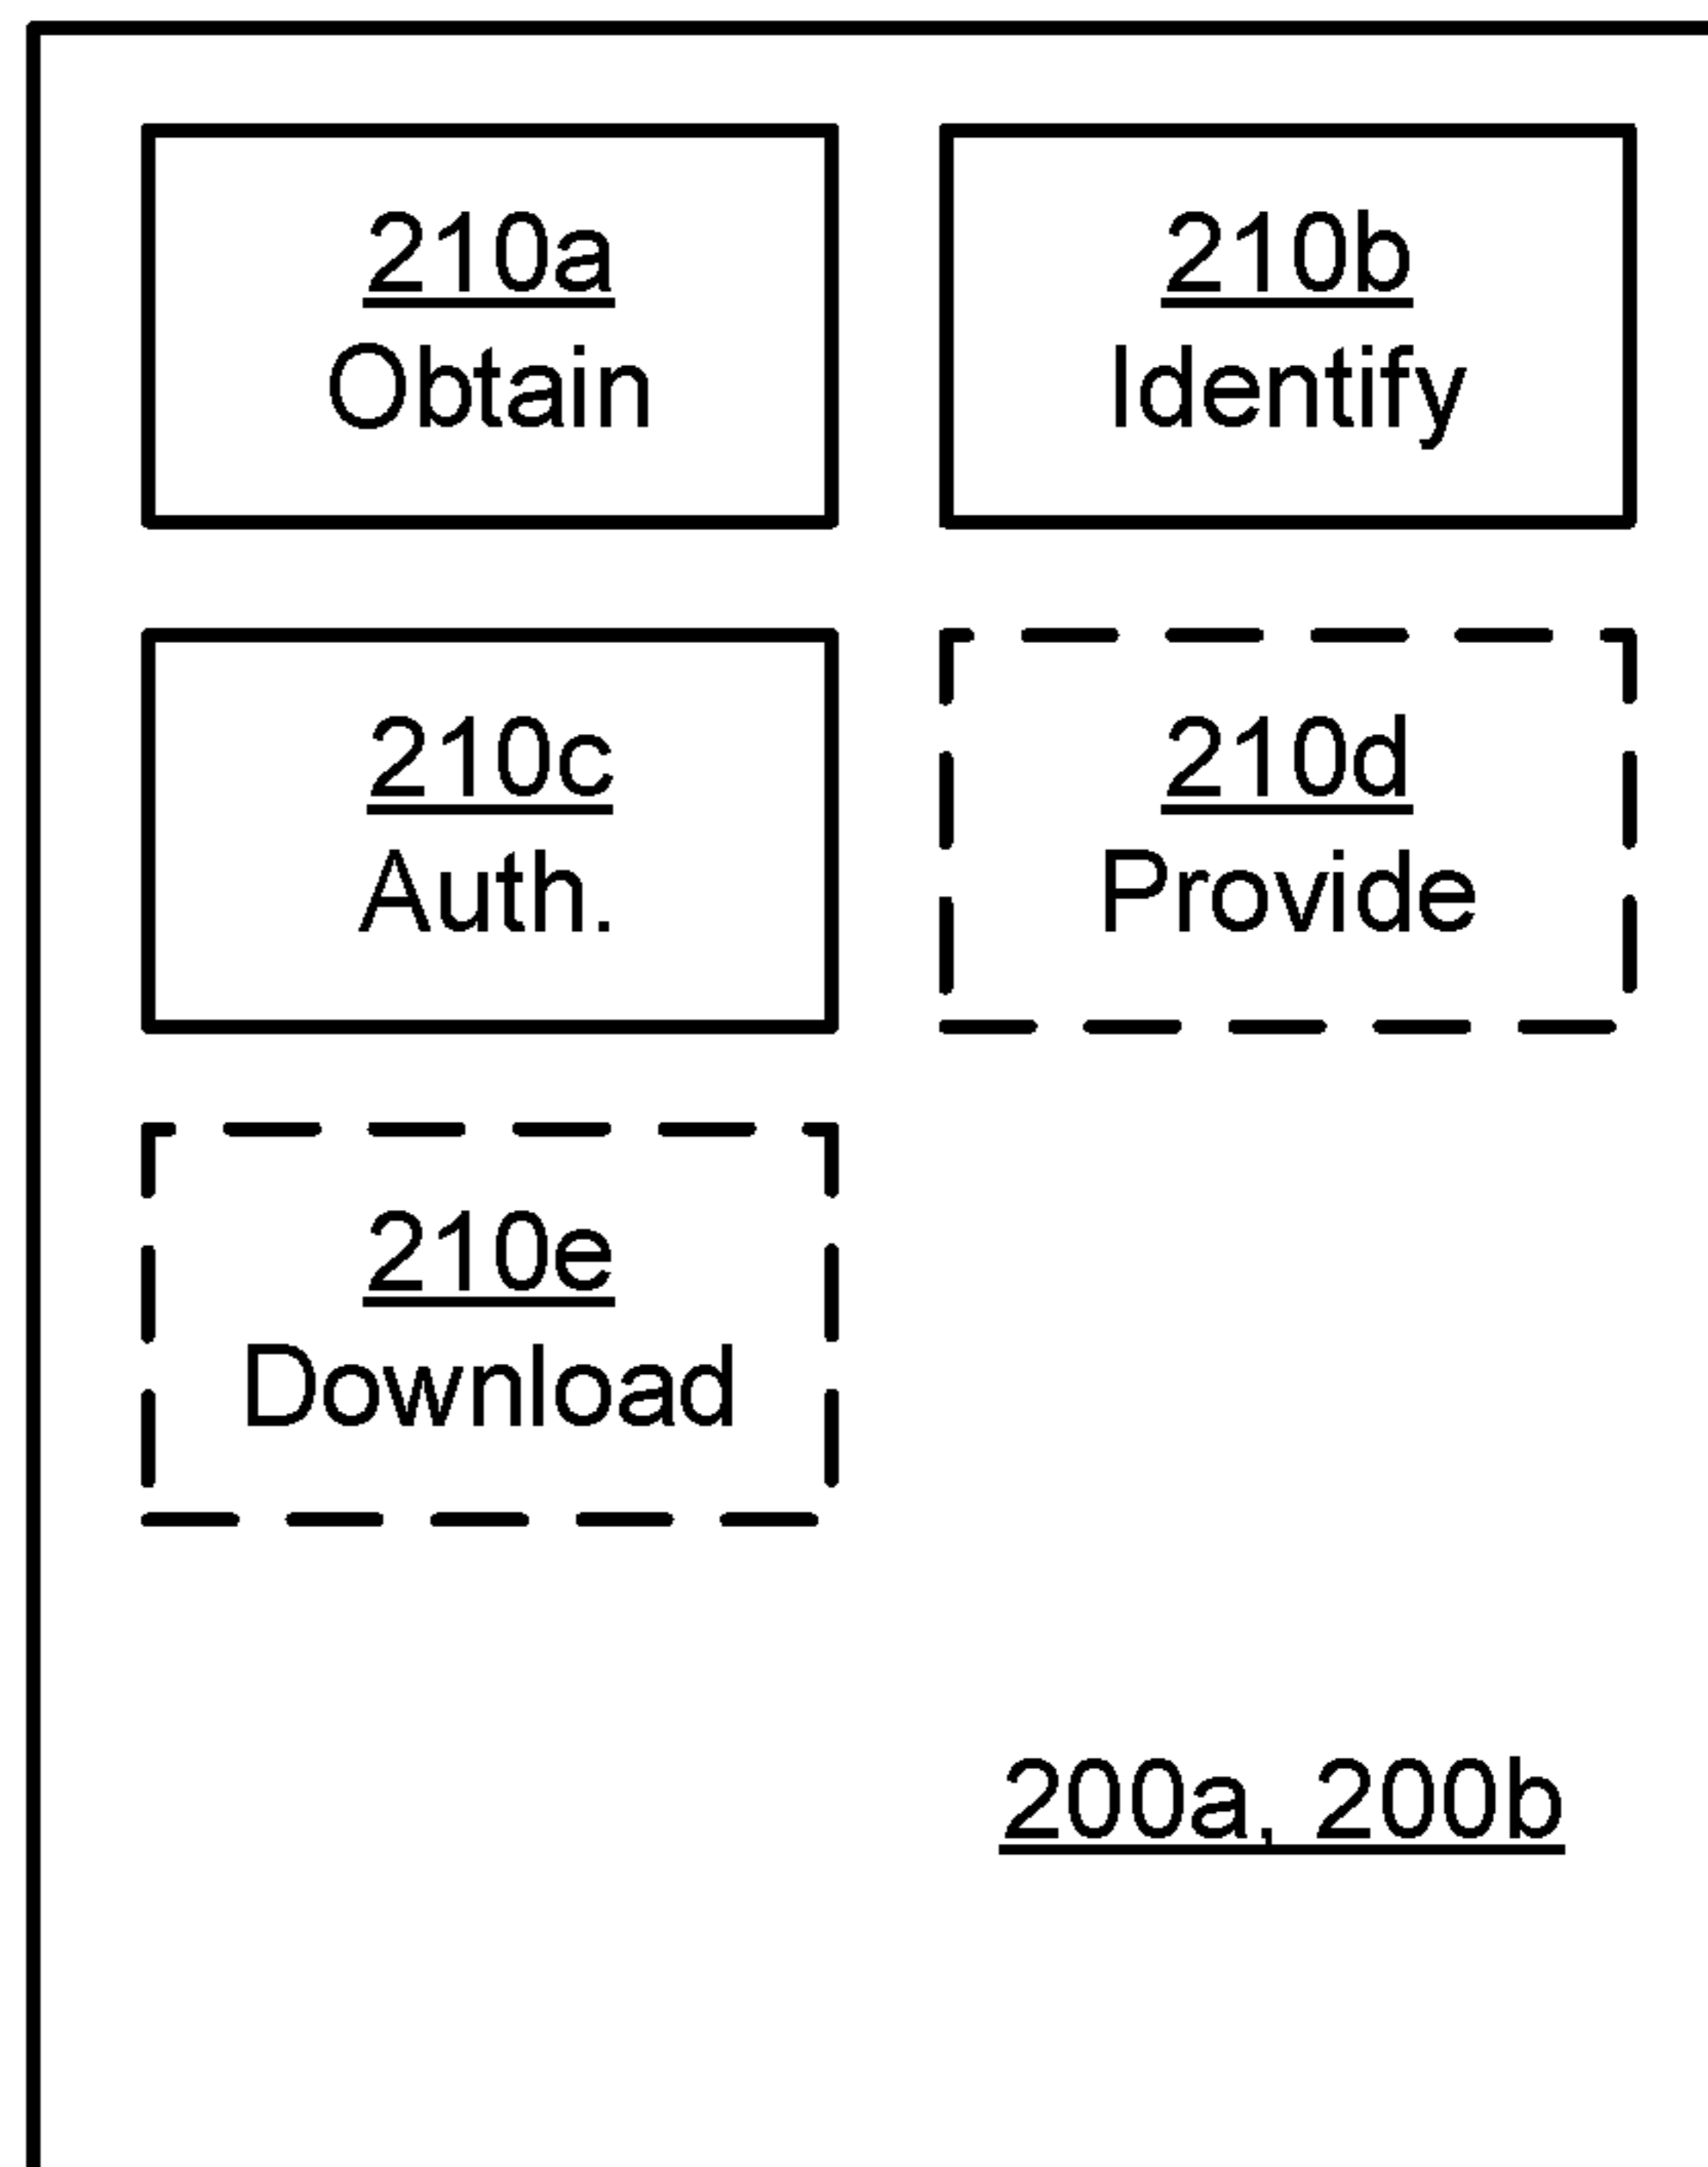 210a
Obtain
210b
Identify
210c
Auth.
210d
Provide
210e
Download
200a, 200b